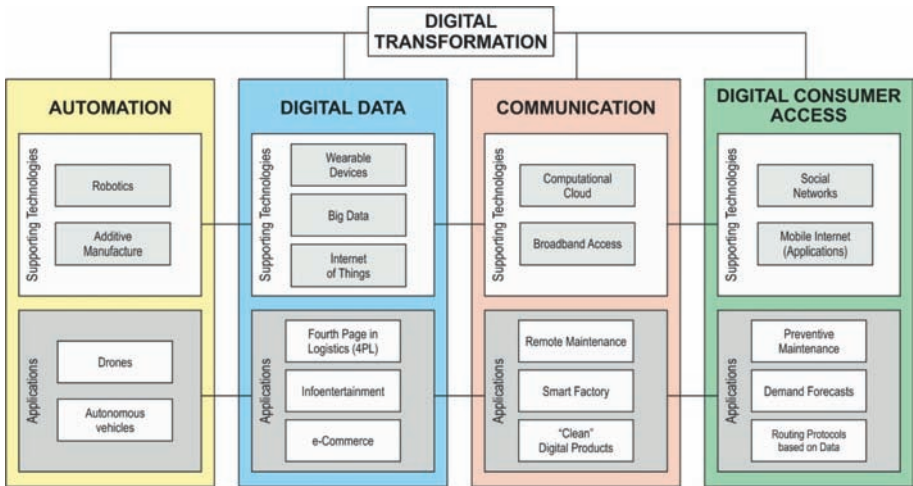 DIGITAL
TRANSFORMATION
AUTOMATION
Supporting Technologies
Robotics
Additive
Manufacture
Applications
Drones
Autonomous
vehicles
DIGITAL DATA
Supporting Technologies
Wearable
Devices
Big Data
Internet
of Things
Applications
Fourth Page in
Logistics (4PL)
Infoentertainment
e-Commerce
COMMUNICATION
Supporting Technologies
Computational
Cloud
Broadband Access
Applications
Remote Maintenance
Smart Factory
“Clean”
Digital Products
DIGITAL CONSUMER
ACCESS
Supporting Technologies
Social
Networks
Mobile Internet
(Applications)
Applications
Preventive
Maintenance
Demand Forecasts
Routing Protocols
based on Data